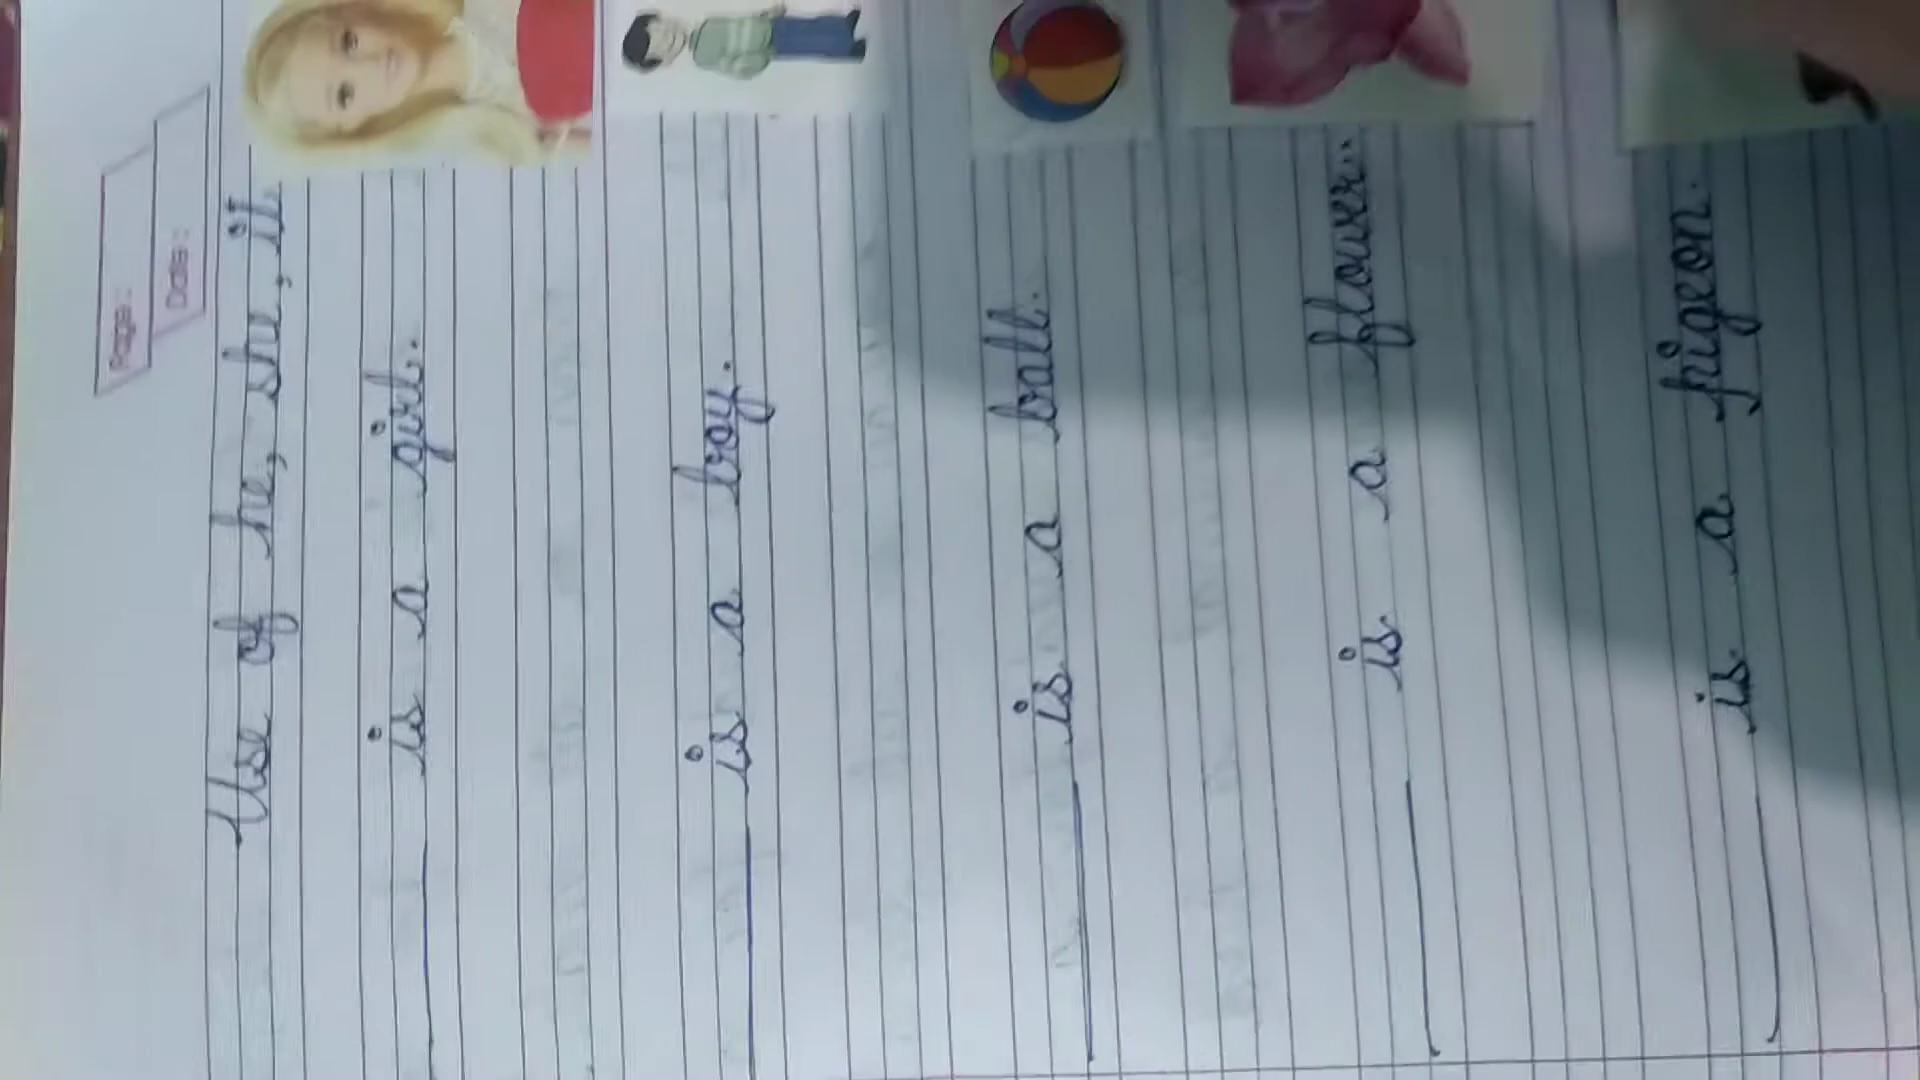 Page:
Date:
Use of he, she, it
is a girl.
is a boy.
is a ball.
is a flower.
is a pigeon.